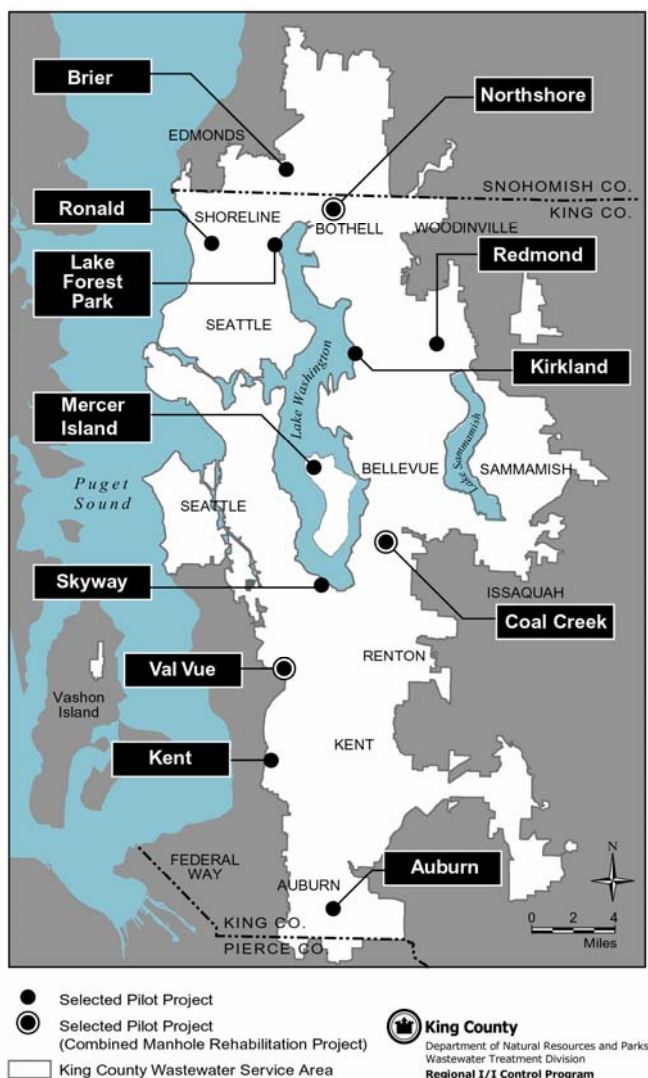 Brier
Northshore
EDMONDS
SNOHOMISH CO.
KING CO.
Ronald
SHORELINE
BOTHELL
WOODINVILLE
Lake
Forest
Park
Redmond
SEATTLE
Lake Washington
Kirkland
Mercer
Island
BELLEVUE
Lake Sammamish
SAMMAMISH
Puget
Sound
SEATTLE
Skyway
ISSAQUAH
Coal Creek
Val Vue
RENTON
Vashon
Island
KENT
Kent
FEDERAL
WAY
Auburn
AUBURN
N
KING CO.
PIERCE CO.
0 2 4
Miles
Selected Pilot Project
Selected Pilot Project
(Combined Manhole Rehabilitation Project)
King County Wastewater Service Area
King County
Department of Natural Resources and Parks
Wastewater Treatment Division
Regional I/I Control Program